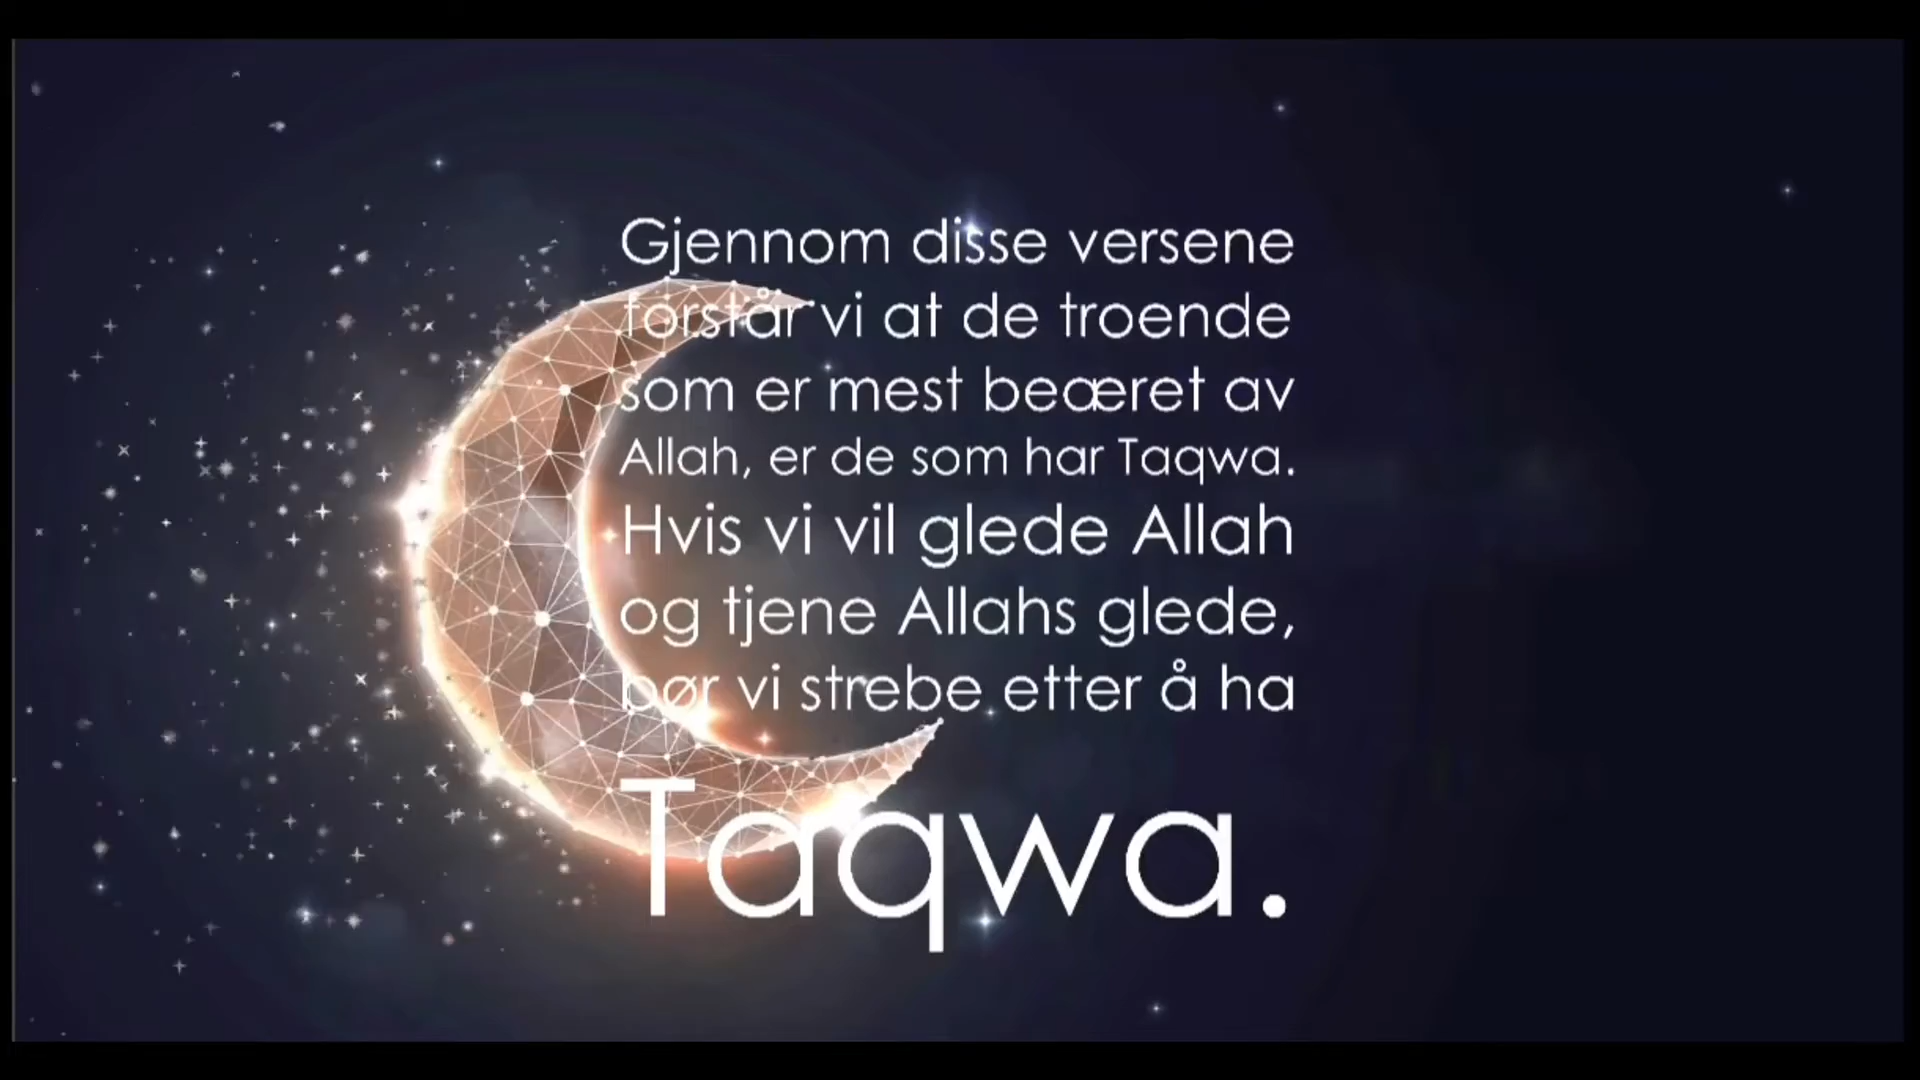 Gjennom disse versene
forstår vi at de troende
som er mest beæret av
Allah, er de som har Taqwa.
Hvis vi vil glede Allah
og tjene Allahs glede,
bør vi strebe etter å ha
Taqwa.